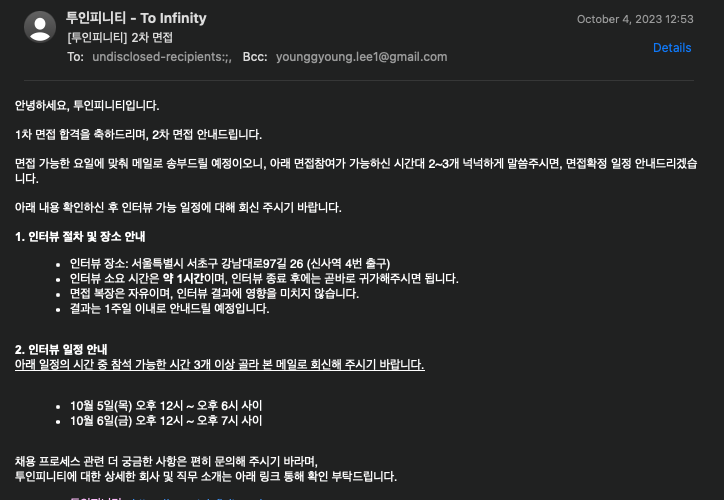 투인피니티 - To Infinity
October 4, 2023 12:53
[투인피니티] 2차 면접
To: undisclosed-recipients:;, Bcc: younggyoung.lee1@gmail.com
Details
안녕하세요, 투인피니티입니다.
1차 면접 합격을 축하드리며, 2차 면접 안내드립니다.
면접 가능한 요일에 맞춰 메일로 송부드릴 예정이오니, 아래 면접참여가 가능하신 시간대 2~3개 넉넉하게 말씀주시면, 면접확정 일정 안내드리겠습
니다.
아래 내용 확인하신 후 인터뷰 가능 일정에 대해 회신 주시기 바랍니다.
1. 인터뷰 절차 및 장소 안내
• 인터뷰 장소: 서울특별시 서초구 강남대로97길 26 (신사역 4번 출구)
• 인터뷰 소요 시간은 약 1시간이며, 인터뷰 종료 후에는 곧바로 귀가해주시면 됩니다.
• 면접 복장은 자유이며, 인터뷰 결과에 영향을 미치지 않습니다.
• 결과는 1주일 이내로 안내드릴 예정입니다.
2. 인터뷰 일정 안내
아래 일정의 시간 중 참석 가능한 시간 3개 이상 골라 본 메일로 회신해 주시기 바랍니다.
• 10월 5일(목) 오후 12시 ~ 오후 6시 사이
• 10월 6일(금) 오후 12시 ~ 오후 7시 사이
채용 프로세스 관련 더 궁금한 사항은 편히 문의해 주시기 바라며,
투인피니티에 대한 상세한 회사 및 직무 소개는 아래 링크 통해 확인 부탁드립니다.